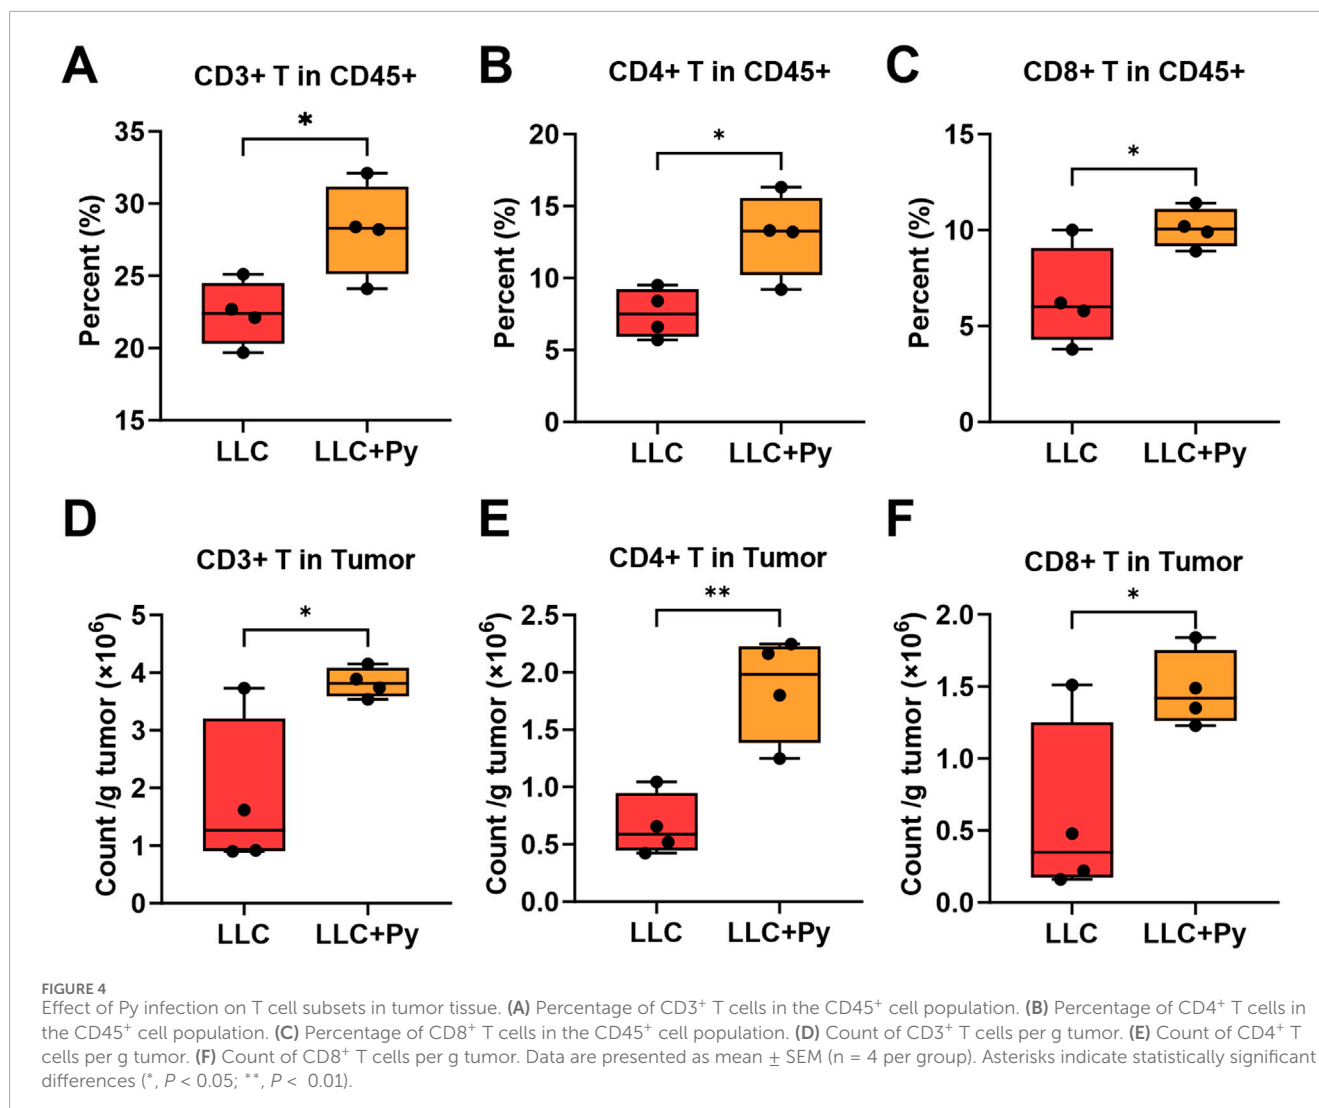 A
CD3+ T in CD45+
*
Percent (%)
35
30
25
20
15
LLC
LLC+Py
B
CD4+ T in CD45+
*
Percent (%)
20
15
10
5
0
LLC
LLC+Py
C
CD8+ T in CD45+
*
Percent (%)
15
10
5
0
LLC
LLC+Py
D
CD3+ T in Tumor
*
Count /g tumor (×10⁶)
5
4
3
2
1
0
LLC
LLC+Py
E
CD4+ T in Tumor
**
Count /g tumor (×10⁶)
2.5
2.0
1.5
1.0
0.5
0.0
LLC
LLC+Py
F
CD8+ T in Tumor
*
Count /g tumor (×10⁶)
2.0
1.5
1.0
0.5
0.0
LLC
LLC+Py
FIGURE 4
Effect of Py infection on T cell subsets in tumor tissue. (A) Percentage of CD3⁺ T cells in the CD45⁺ cell population. (B) Percentage of CD4⁺ T cells in
the CD45⁺ cell population. (C) Percentage of CD8⁺ T cells in the CD45⁺ cell population. (D) Count of CD3⁺ T cells per g tumor. (E) Count of CD4⁺ T
cells per g tumor. (F) Count of CD8⁺ T cells per g tumor. Data are presented as mean ± SEM (n = 4 per group). Asterisks indicate statistically significant
differences (*, P < 0.05; **, P < 0.01).